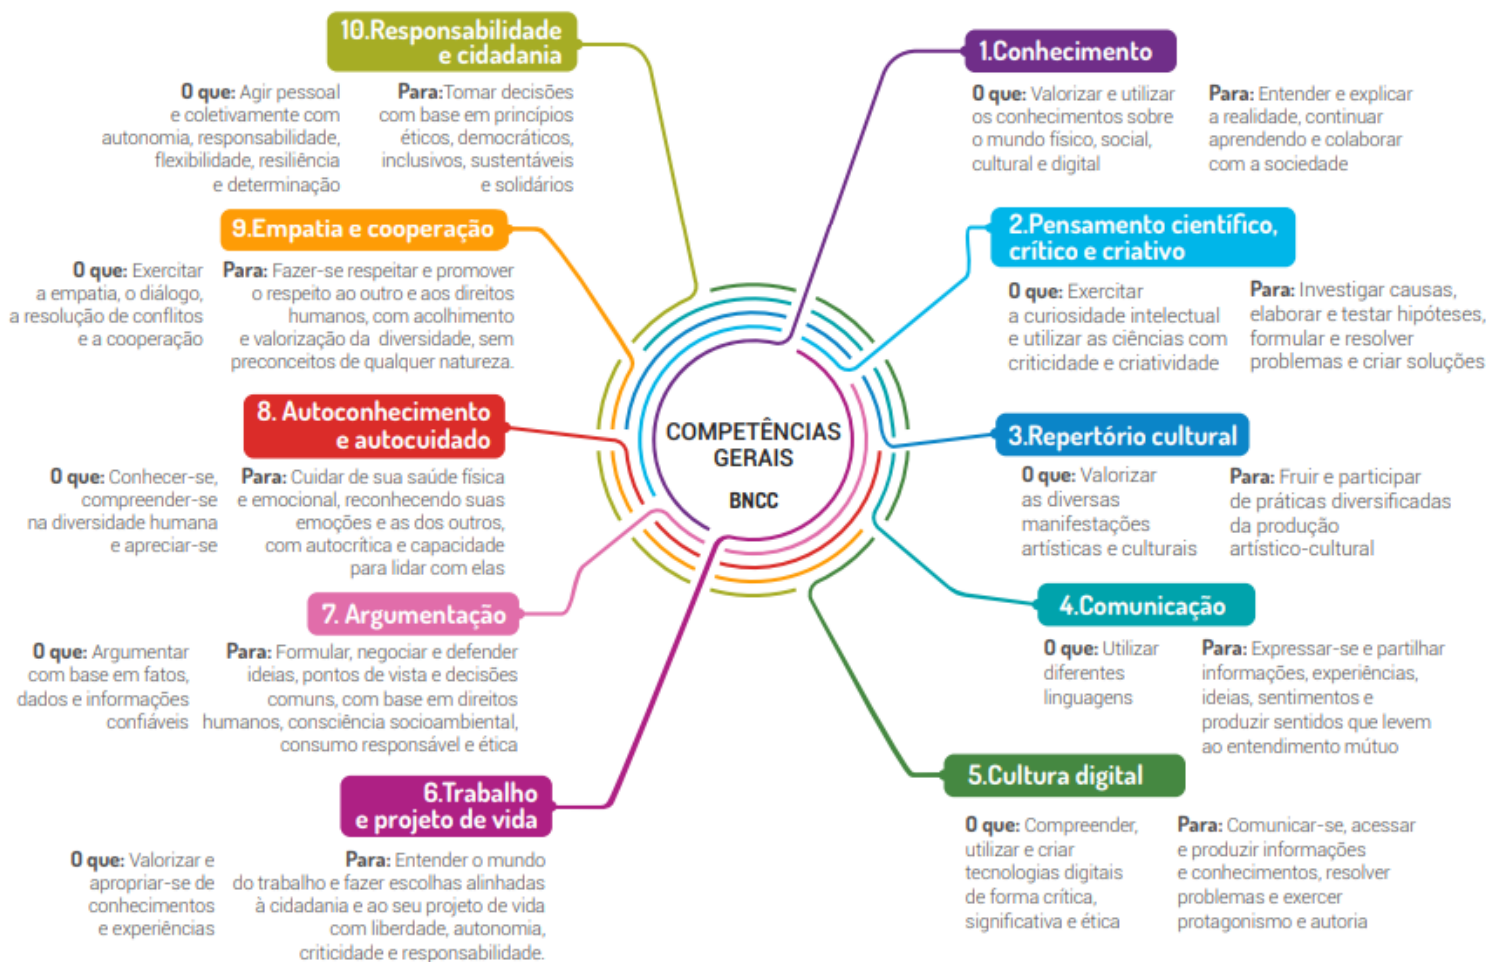 COMPETÊNCIAS
GERAIS
BNCC
1.Conhecimento
O que: Valorizar e utilizar
os conhecimentos sobre
o mundo físico, social,
cultural e digital
Para: Entender e explicar
a realidade, continuar
aprendendo e colaborar
com a sociedade
2.Pensamento científico,
crítico e criativo
O que: Exercitar
a curiosidade intelectual
e utilizar as ciências com
criticidade e criatividade
Para: Investigar causas,
elaborar e testar hipóteses,
formular e resolver
problemas e criar soluções
3.Repertório cultural
O que: Valorizar
as diversas
manifestações
artísticas e culturais
Para: Fruir e participar
de práticas diversificadas
da produção
artístico-cultural
4.Comunicação
O que: Utilizar
diferentes
linguagens
Para: Expressar-se e partilhar
informações, experiências,
ideias, sentimentos e
produzir sentidos que levem
ao entendimento mútuo
5.Cultura digital
O que: Compreender,
utilizar e criar
tecnologias digitais
de forma crítica,
significativa e ética
Para: Comunicar-se, acessar
e produzir informações
e conhecimentos, resolver
problemas e exercer
protagonismo e autoria
6.Trabalho
e projeto de vida
O que: Valorizar e
apropriar-se de
conhecimentos
e experiências
Para: Entender o mundo
do trabalho e fazer escolhas alinhadas
à cidadania e ao seu projeto de vida
com liberdade, autonomia,
criticidade e responsabilidade.
7. Argumentação
O que: Argumentar
com base em fatos,
dados e informações
confiáveis
Para: Formular, negociar e defender
ideias, pontos de vista e decisões
comuns, com base em direitos
humanos, consciência socioambiental,
consumo responsável e ética
8. Autoconhecimento
e autocuidado
O que: Conhecer-se,
compreender-se
na diversidade humana
e apreciar-se
Para: Cuidar de sua saúde física
e emocional, reconhecendo suas
emoções e as dos outros,
com autocrítica e capacidade
para lidar com elas
9.Empatia e cooperação
O que: Exercitar
a empatia, o diálogo,
a resolução de conflitos
e a cooperação
Para: Fazer-se respeitar e promover
o respeito ao outro e aos direitos
humanos, com acolhimento
e valorização da diversidade, sem
preconceitos de qualquer natureza.
10.Responsabilidade
e cidadania
O que: Agir pessoal
e coletivamente com
autonomia, responsabilidade,
flexibilidade, resiliência
e determinação
Para:Tomar decisões
com base em princípios
éticos, democráticos,
inclusivos, sustentáveis
e solidários